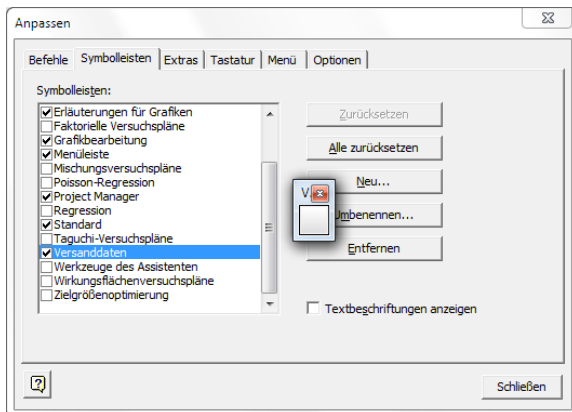 Anpassen
Befehle Symbolleisten Extras Tastatur Menü Optionen
Symbolleisten:
Erläuterungen für Grafiken
Faktorielle Versuchspläne
Grafikbearbeitung
Menüleiste
Mischungsversuchspläne
Poisson-Regression
Project Manager
Regression
Standard
Taguchi-Versuchspläne
Versanddaten
Werkzeuge des Assistenten
Wirkungsflächenversuchspläne
Zielgrößenoptimierung
Zurücksetzen
Alle zurücksetzen
Neu...
V...
Umbenennen...
Entfernen
Textbeschriftungen anzeigen
Schließen